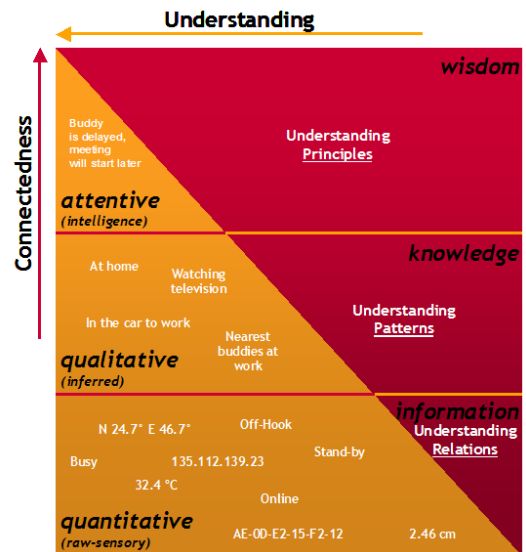 Understanding
Connectedness
wisdom
Buddy
is delayed,
meeting
will start later
Understanding
Principles
attentive
(intelligence)
knowledge
At home
Watching
television
In the car to work
Nearest
buddies at
work
Understanding
Patterns
qualitative
(inferred)
information
Understanding
Relations
N 24.7° E 46.7°
Off-Hook
Stand-by
Busy
135.112.139.23
32.4 °C
Online
quantitative
(raw-sensory)
AE-0D-E2-15-F2-12
2.46 cm